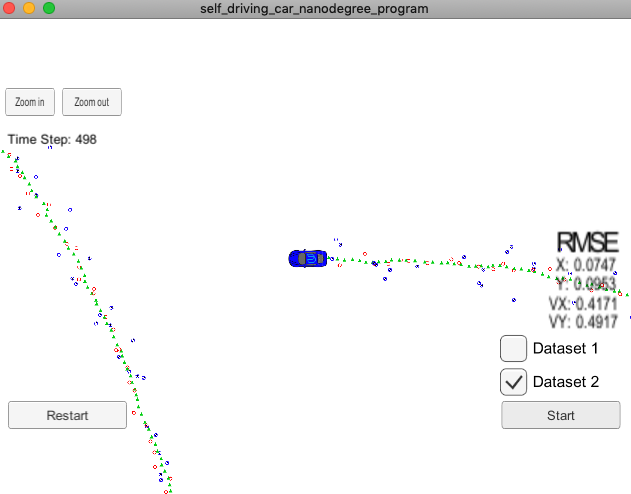 self_driving_car_nanodegree_program
Zoom in
Zoom out
Time Step: 498
RMSE
X: 0.0747
Y: 0.0953
VX: 0.4171
VY: 0.4917
Dataset 1
Dataset 2
Restart
Start